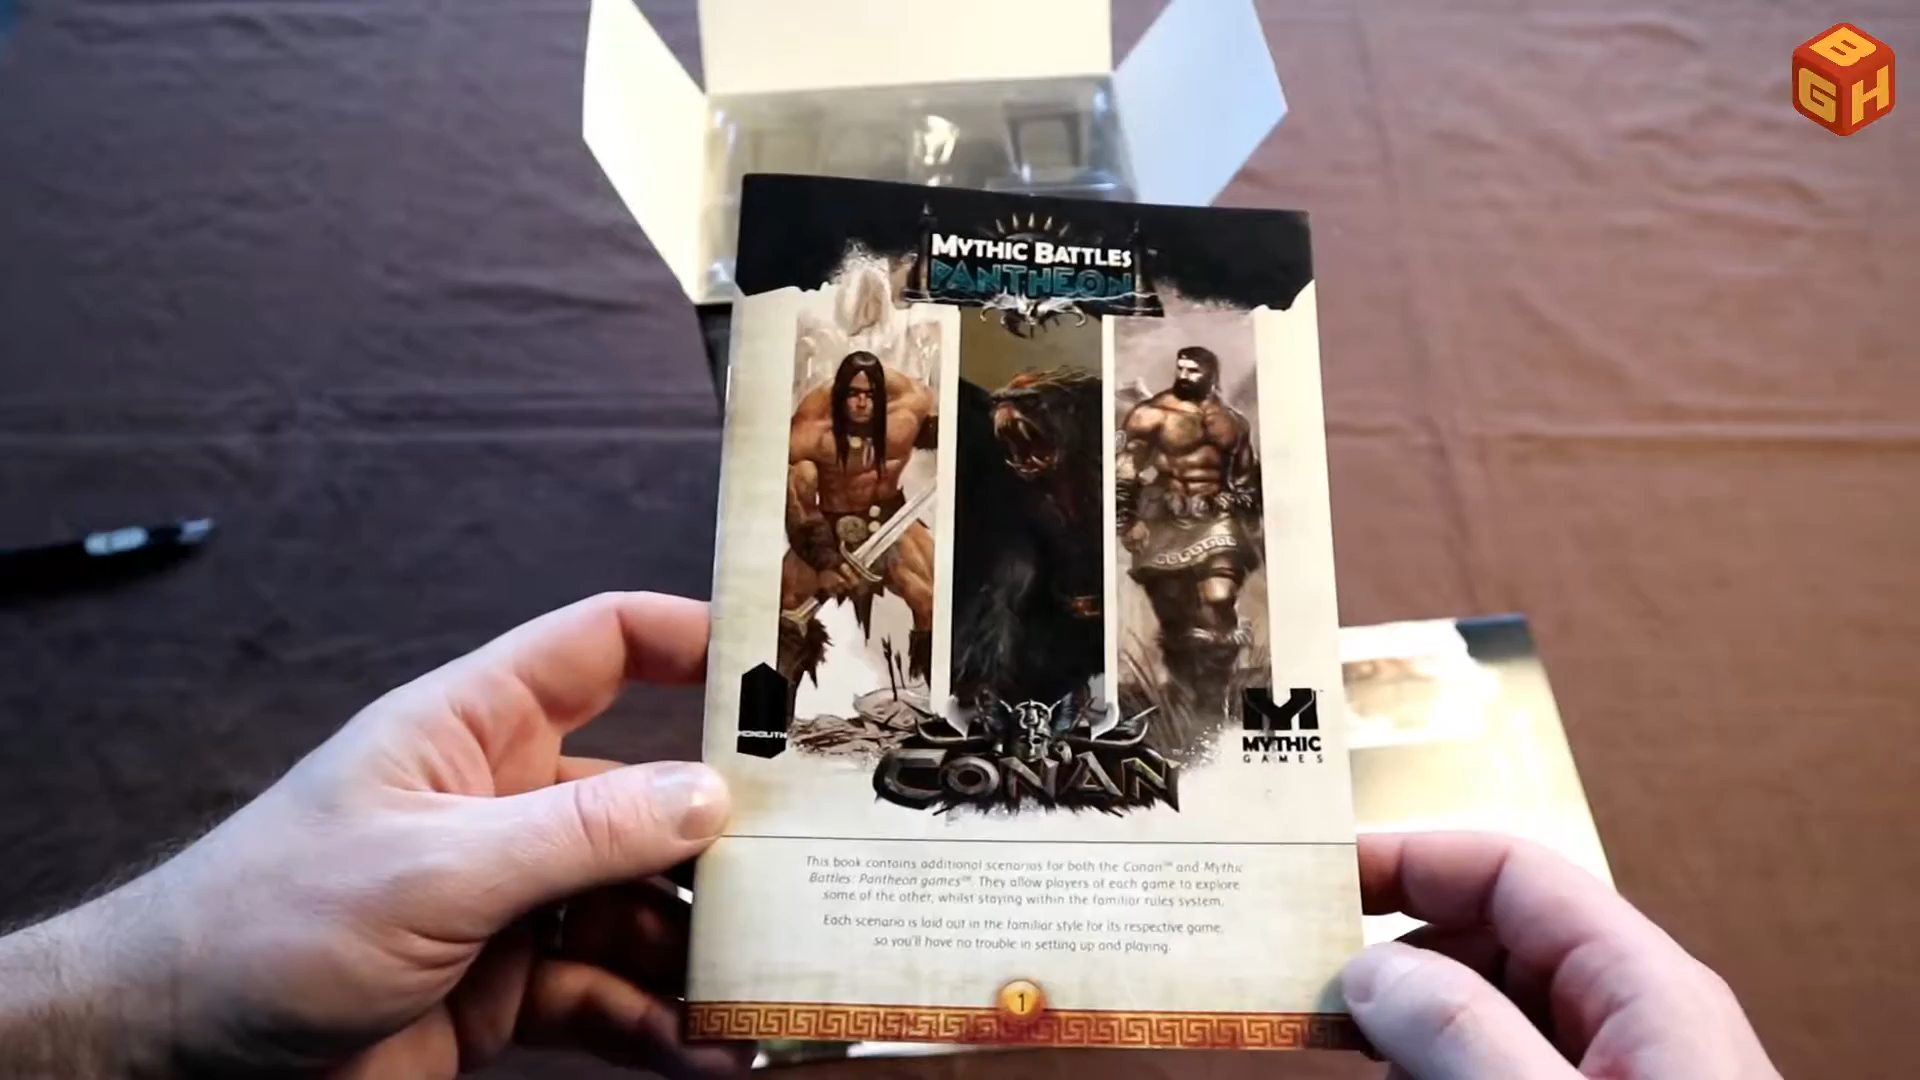 B
G H
MYTHIC BATTLES
PANTHEON
MONOLITH
MYTHIC
GAMES
CONAN
This book contains additional scenarios for both the Conan™ and Mythic
Battles: Pantheon games™. They allow players of each game to explore
some of the other, whilst staying within the familiar rules system.
Each scenario is laid out in the familiar style for its respective game,
so you'll have no trouble in setting up and playing.
1